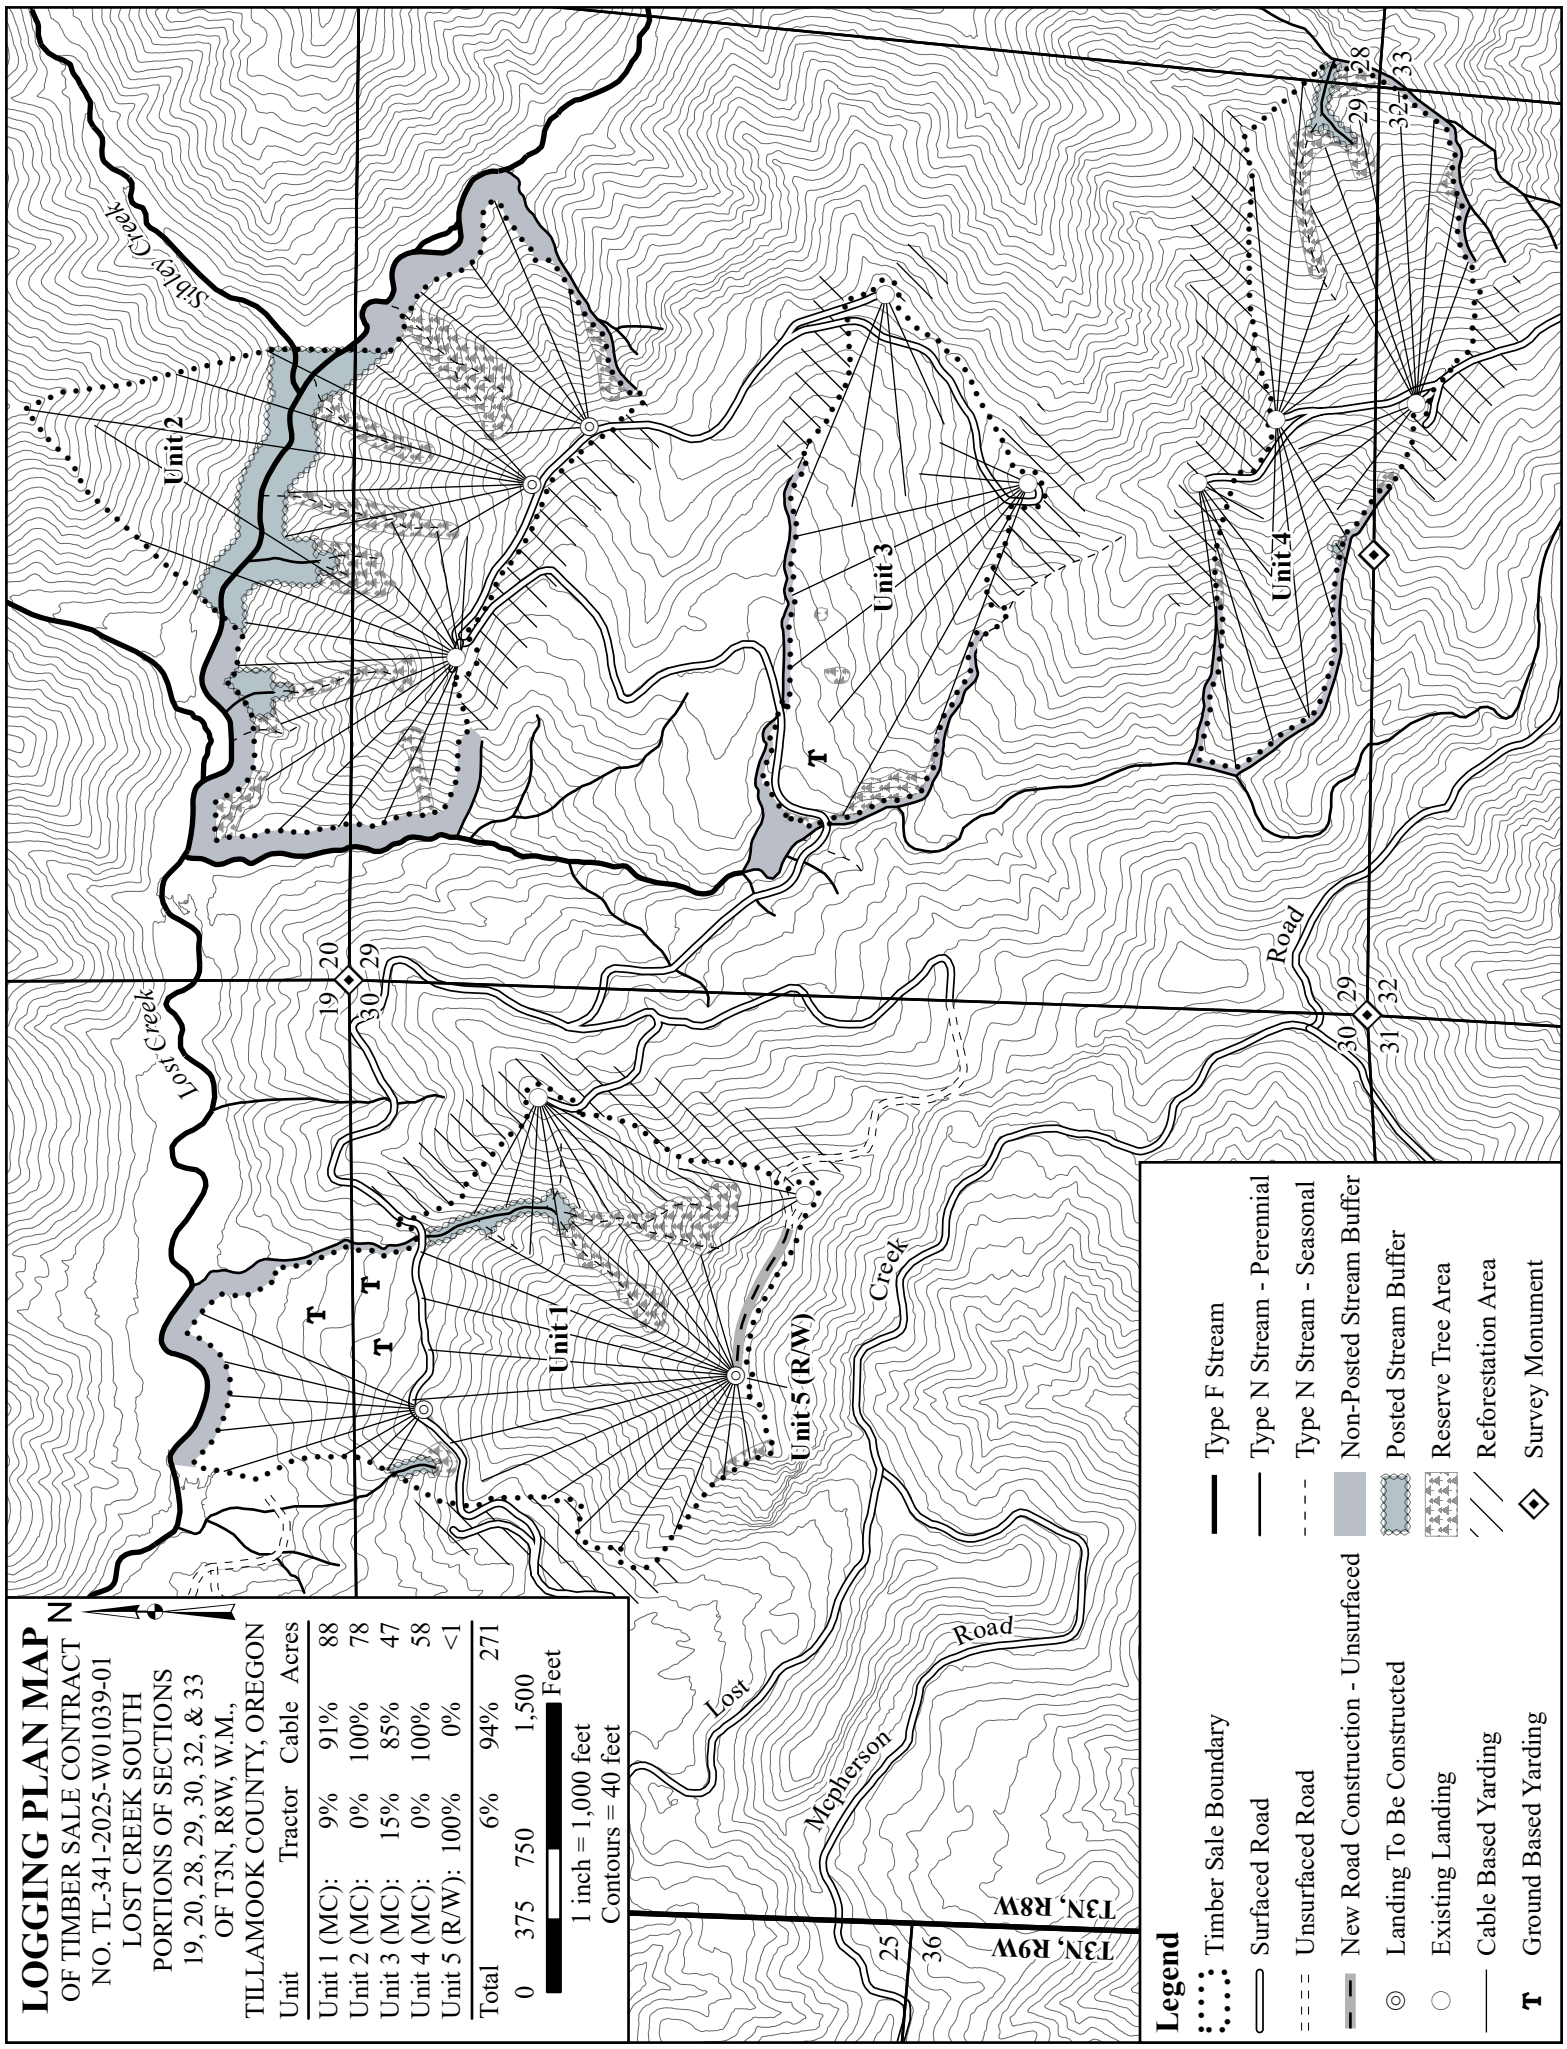 LOGGING PLAN MAP
OF TIMBER SALE CONTRACT
NO. TL-341-2025-W01039-01
LOST CREEK SOUTH
PORTIONS OF SECTIONS
19, 20, 28, 29, 30, 32, & 33
OF T3N, R8W, W.M.,
TILLAMOOK COUNTY, OREGON
N
Unit Tractor Cable Acres
Unit 1 (MC): 9% 91% 88
Unit 2 (MC): 0% 100% 78
Unit 3 (MC): 15% 85% 47
Unit 4 (MC): 0% 100% 58
Unit 5 (R/W): 100% 0% <1
Total 6% 94% 271
0 375 750 1,500
Feet
1 inch = 1,000 feet
Contours = 40 feet
Lost Creek
Sibley Creek
Unit 2
19 20
30 29
T
T
T
Unit 1
Unit 5 (R/W)
Unit 3
T
Unit 4
29 28
32 33
30 29
31 32
Lost
Creek
Road
Mcpherson
Road
25
36
T3N, R9W
T3N, R8W
Legend
Timber Sale Boundary
Surfaced Road
Unsurfaced Road
New Road Construction - Unsurfaced
Landing To Be Constructed
Existing Landing
Cable Based Yarding
T Ground Based Yarding
Type F Stream
Type N Stream - Perennial
Type N Stream - Seasonal
Non-Posted Stream Buffer
Posted Stream Buffer
Reserve Tree Area
Reforestation Area
Survey Monument